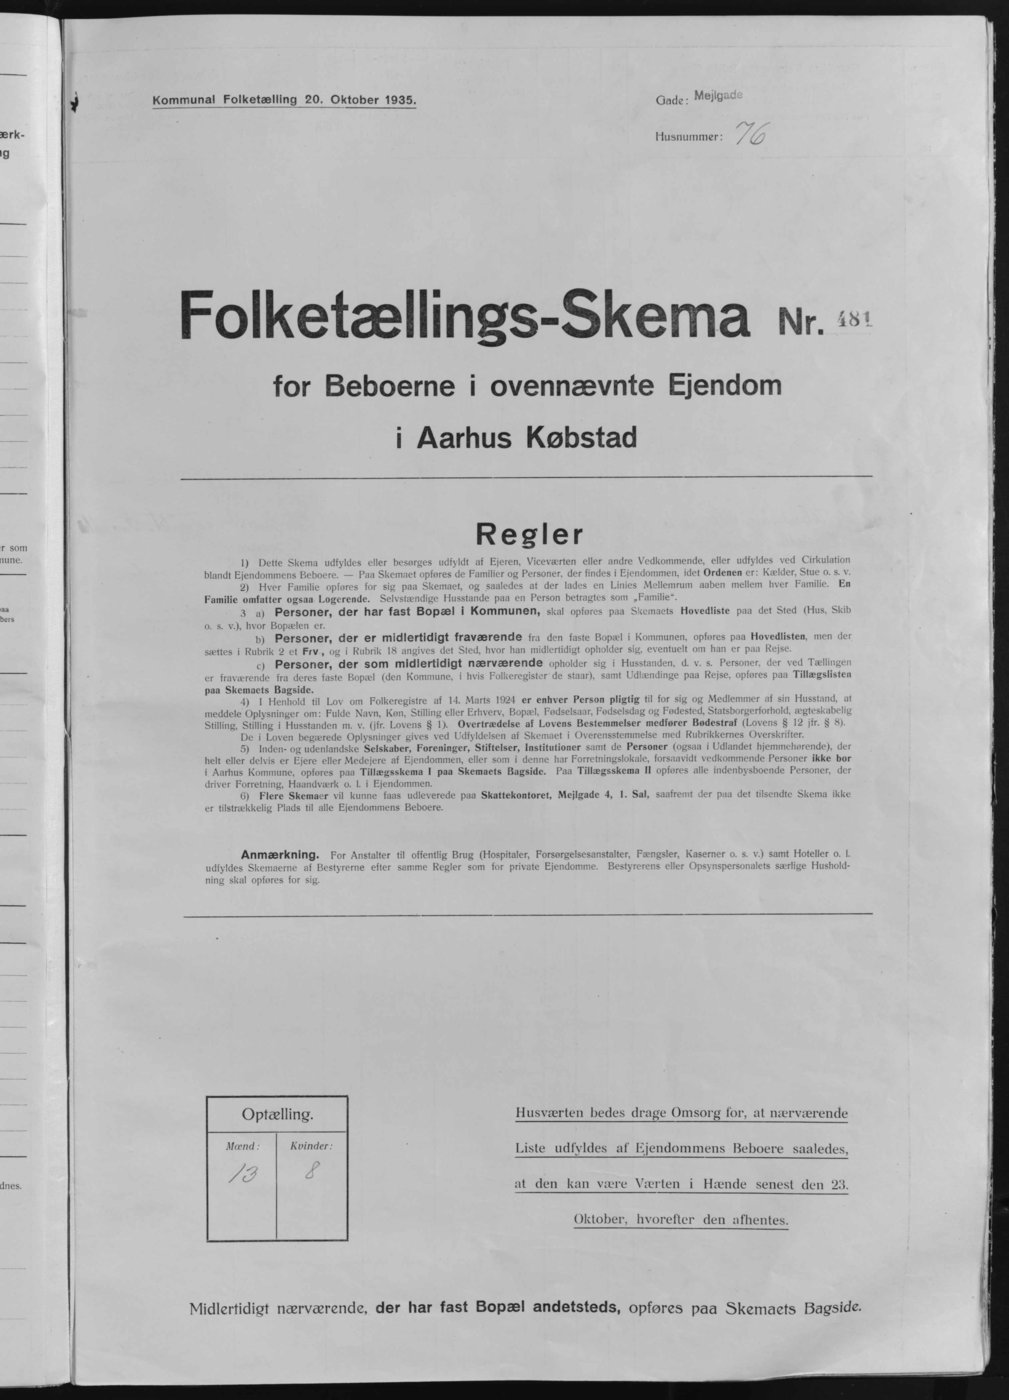 Kommunal Folketælling 20. Oktober 1935.
Gade: Mejlgade
Husnummer: 76
ærk-
Folketællings-Skema Nr. 481
for Beboerne i ovennævnte Ejendom
i Aarhus Købstad
Regler
1) Dette Skema udfyldes eller besørges udfyldt af Ejeren, Viceværten eller andre Vedkommende, eller udfyldes ved Cirkulation
blandt Ejendommens Beboere. — Paa Skemaet opføres de Familier og Personer, der findes i Ejendommen, idet Ordenen er: Kælder, Stue o. s. v.
2) Hver Familie opføres for sig paa Skemaet, og saaledes at der lades en Linies Mellemrum aaben mellem hver Familie. En
Familie omfatter ogsaa Logerende. Selvstændige Husstande paa en Person betragtes som „Familie“.
3 a) Personer, der har fast Bopæl i Kommunen, skal opføres paa Skemaets Hovedliste paa det Sted (Hus, Skib
o. s. v.), hvor Bopælen er.
b) Personer, der er midlertidigt fraværende fra den faste Bopæl i Kommunen, opføres paa Hovedlisten, men der
sættes i Rubrik 2 et Frv., og i Rubrik 18 angives det Sted, hvor han midlertidigt opholder sig, eventuelt om han er paa Rejse.
c) Personer, der som midlertidigt nærværende opholder sig i Husstanden, d. v. s. Personer, der ved Tællingen
er fraværende fra deres faste Bopæl (den Kommune, i hvis Folkeregister de staar), samt Udlændinge paa Rejse, opføres paa Tillægslisten
paa Skemaets Bagside.
4) I Henhold til Lov om Folkeregistre af 14. Marts 1924 er enhver Person pligtig til for sig og Medlemmer af sin Husstand, at
meddele Oplysninger om: Fulde Navn, Køn, Stilling eller Erhverv, Bopæl, Fødselsaar, Fødselsdag og Fødested, Statsborgerforhold, ægteskabelig
Stilling, Stilling i Husstanden m. v. (jfr. Lovens § 1). Overtrædelse af Lovens Bestemmelser medfører Bødestraf (Lovens § 12 jfr. § 8).
De i Loven begærede Oplysninger gives ved Udfyldelsen af Skemaet i Overensstemmelse med Rubrikkernes Overskrifter.
5) Inden- og udenlandske Selskaber, Foreninger, Stiftelser, Institutioner samt de Personer (ogsaa i Udlandet hjemmehørende), der
helt eller delvis er Ejere eller Medejere af Ejendommen, eller som i denne har Forretningslokale, forsaavidt vedkommende Personer ikke bor
i Aarhus Kommune, opføres paa Tillægsskema I paa Skemaets Bagside. Paa Tillægsskema II opføres alle indenbysboende Personer, der
driver Forretning, Haandværk o. l. i Ejendommen.
6) Flere Skemaer vil kunne faas udleverede paa Skattekontoret, Mejlgade 4, 1. Sal, saafremt der paa det tilsendte Skema ikke
er tilstrækkelig Plads til alle Ejendommens Beboere.
Anmærkning. For Anstalter til offentlig Brug (Hospitaler, Forsørgelsesanstalter, Fængsler, Kaserner o. s. v.) samt Hoteller o. l.
udfyldes Skemaerne af Bestyrerne efter samme Regler som for private Ejendomme. Bestyrerens eller Opsynspersonalets særlige Hushold-
ning skal opføres for sig.
Optælling.
Mænd: Kvinder:
13 8
Husværten bedes drage Omsorg for, at nærværende
Liste udfyldes af Ejendommens Beboere saaledes,
at den kan være Værten i Hænde senest den 23.
Oktober, hvorefter den afhentes.
Midlertidigt nærværende, der har fast Bopæl andetsteds, opføres paa Skemaets Bagside.